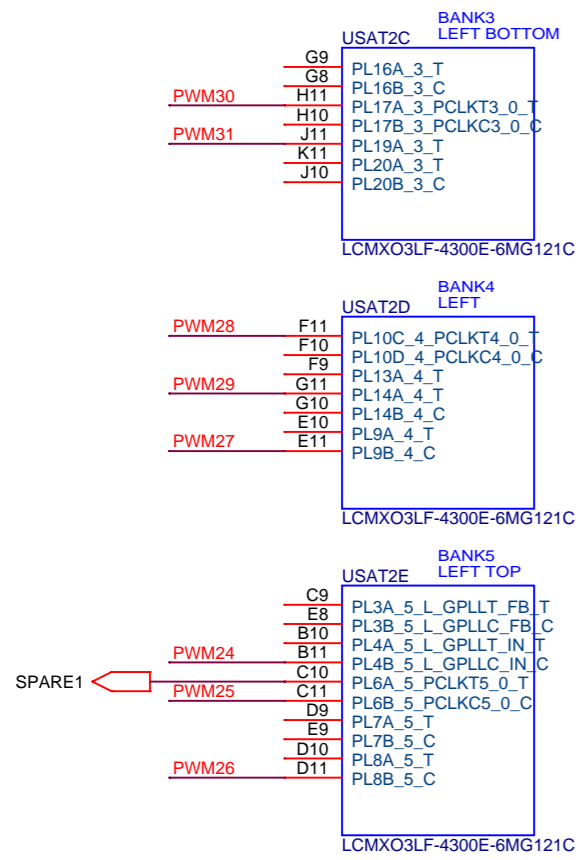 BANK3
USAT2C LEFT BOTTOM
G9 PL16A_3_T
G8 PL16B_3_C
PWM30 H11 PL17A_3_PCLKT3_0_T
H10 PL17B_3_PCLKC3_0_C
PWM31 J11 PL19A_3_T
K11 PL20A_3_T
J10 PL20B_3_C
LCMXO3LF-4300E-6MG121C
BANK4
USAT2D LEFT
PWM28 F11 PL10C_4_PCLKT4_0_T
F10 PL10D_4_PCLKC4_0_C
F9 PL13A_4_T
PWM29 G11 PL14A_4_T
G10 PL14B_4_C
E10 PL9A_4_T
PWM27 E11 PL9B_4_C
LCMXO3LF-4300E-6MG121C
BANK5
USAT2E LEFT TOP
C9 PL3A_5_L_GPLLT_FB_T
E8 PL3B_5_L_GPLLC_FB_C
B10 PL4A_5_L_GPLLT_IN_T
PWM24 B11 PL4B_5_L_GPLLC_IN_C
SPARE1 C10 PL6A_5_PCLKT5_0_T
PWM25 C11 PL6B_5_PCLKC5_0_C
D9 PL7A_5_T
E9 PL7B_5_C
D10 PL8A_5_T
PWM26 D11 PL8B_5_C
LCMXO3LF-4300E-6MG121C